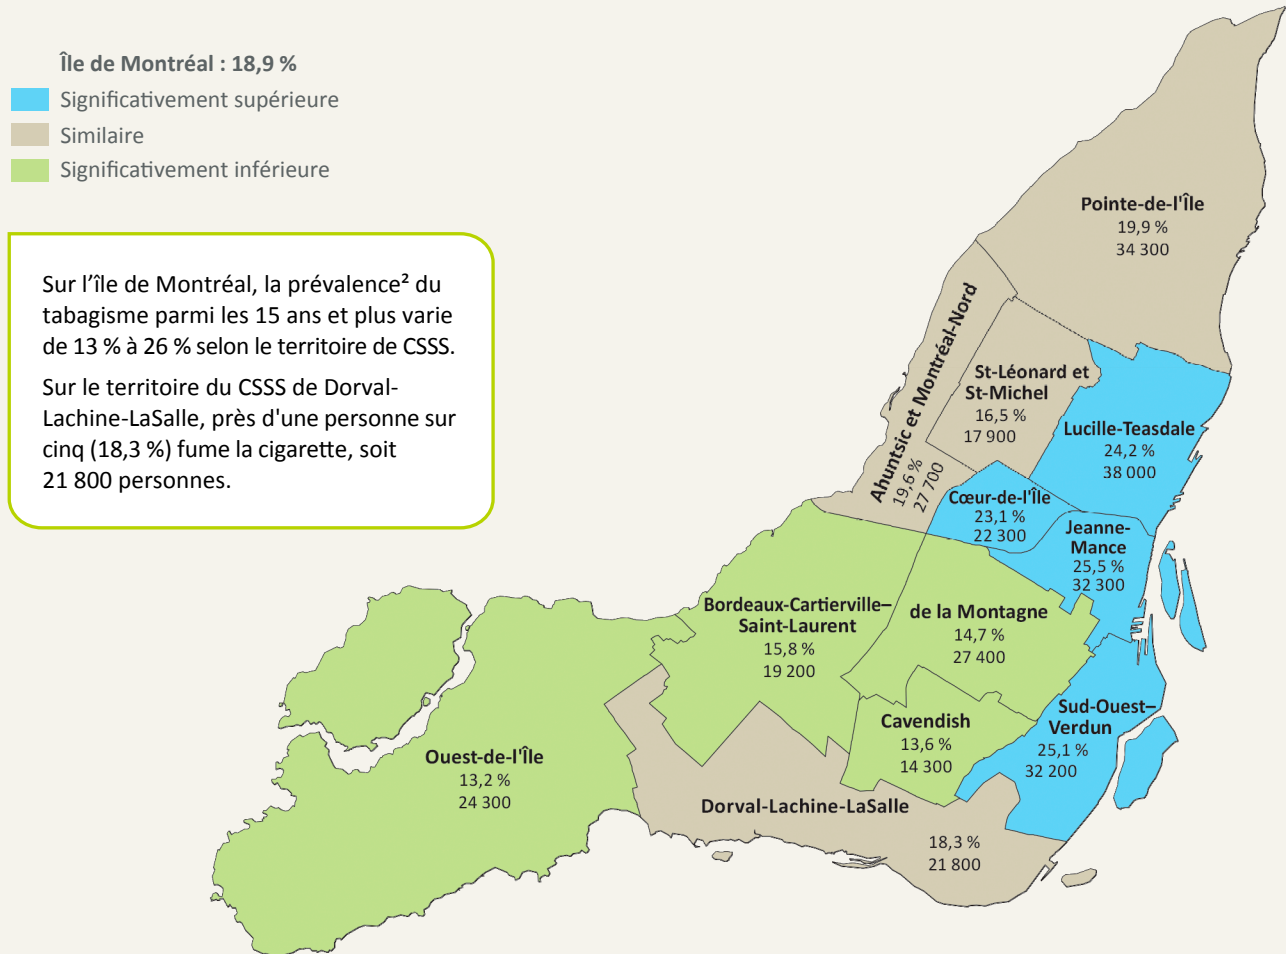 Île de Montréal : 18,9 %
Significativement supérieure
Similaire
Significativement inférieure
Sur l'île de Montréal, la prévalence² du
tabagisme parmi les 15 ans et plus varie
de 13 % à 26 % selon le territoire de CSSS.
Sur le territoire du CSSS de Dorval-
Lachine-LaSalle, près d'une personne sur
cinq (18,3 %) fume la cigarette, soit
21 800 personnes.
Pointe-de-l'Île
19,9 %
34 300
Ahuntsic et Montréal-Nord
19,6 %
27 700
St-Léonard et
St-Michel
16,5 %
17 900
Lucille-Teasdale
24,2 %
38 000
Cœur-de-l'Île
23,1 %
22 300
Jeanne-
Mance
25,5 %
32 300
Bordeaux-Cartierville–
Saint-Laurent
15,8 %
19 200
de la Montagne
14,7 %
27 400
Cavendish
13,6 %
14 300
Sud-Ouest–
Verdun
25,1 %
32 200
Ouest-de-l'Île
13,2 %
24 300
Dorval-Lachine-LaSalle
18,3 %
21 800